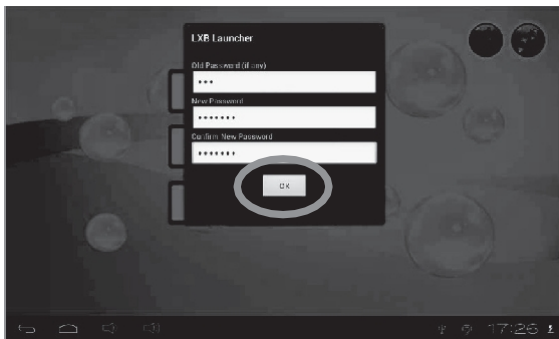 LXB Launcher
Old Password (if any)
•••
New Password
•••••••
Confirm New Password
•••••••
OK
17:26